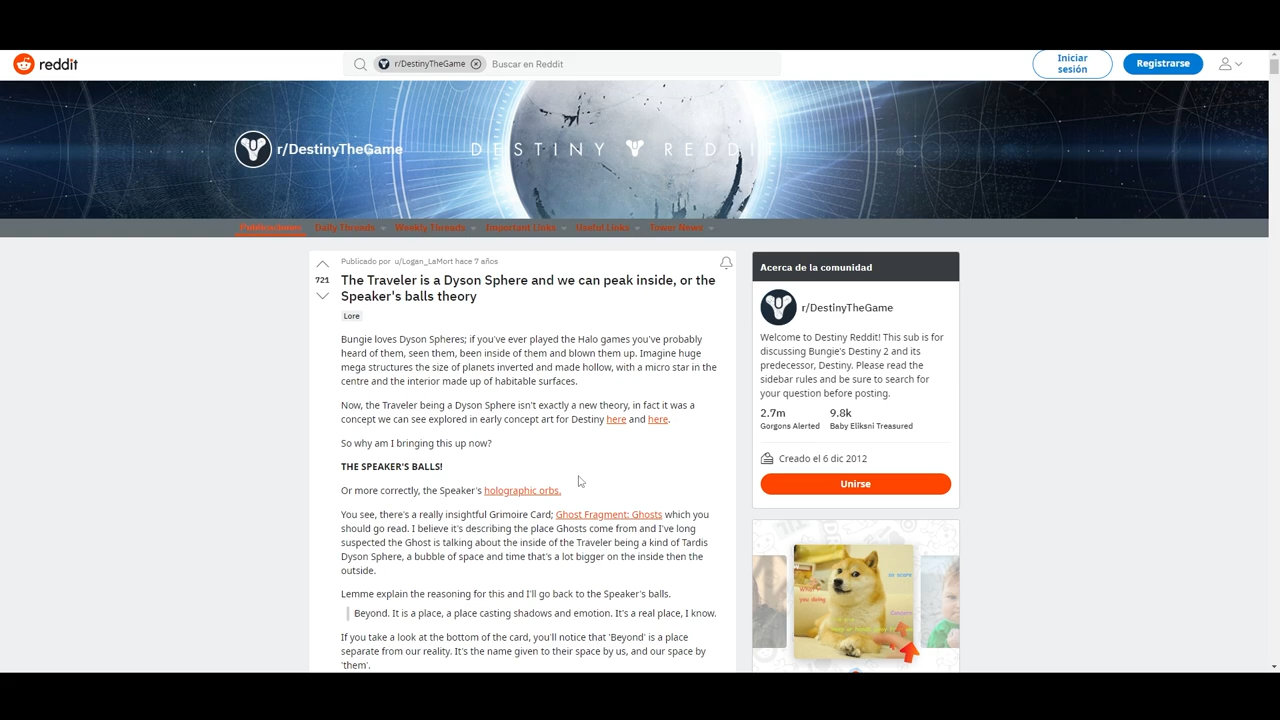 reddit
r/DestinyTheGame
Buscar en Reddit
Iniciar sesión
Registrarse
r/DestinyTheGame
DESTINY REDDIT
Publicaciones
Daily Threads
Weekly Threads
Important Links
Useful Links
Tower News
Publicado por u/Logan_LaMort hace 7 años
721
The Traveler is a Dyson Sphere and we can peak inside, or the
Speaker's balls theory
Lore
Bungie loves Dyson Spheres; if you've ever played the Halo games you've probably
heard of them, seen them, been inside of them and blown them up. Imagine huge
mega structures the size of planets inverted and made hollow, with a micro star in the
centre and the interior made up of habitable surfaces.
Now, the Traveler being a Dyson Sphere isn't exactly a new theory, in fact it was a
concept we can see explored in early concept art for Destiny here and here.
So why am I bringing this up now?
THE SPEAKER'S BALLS!
Or more correctly, the Speaker's holographic orbs.
You see, there's a really insightful Grimoire Card; Ghost Fragment: Ghosts which you
should go read. I believe it's describing the place Ghosts come from and I've long
suspected the Ghost is talking about the inside of the Traveler being a kind of Tardis
Dyson Sphere, a bubble of space and time that's a lot bigger on the inside then the
outside.
Lemme explain the reasoning for this and I'll go back to the Speaker's balls.
Beyond. It is a place, a place casting shadows and emotion. It's a real place, I know.
If you take a look at the bottom of the card, you'll notice that 'Beyond' is a place
separate from our reality. It's the name given to their space by us, and our space by
'them'.
Acerca de la comunidad
r/DestinyTheGame
Welcome to Destiny Reddit! This sub is for
discussing Bungie's Destiny 2 and its
predecessor, Destiny. Please read the
sidebar rules and be sure to search for
your question before posting.
2.7m 9.8k
Gorgons Alerted Baby Eliksni Treasured
Creado el 6 dic 2012
Unirse